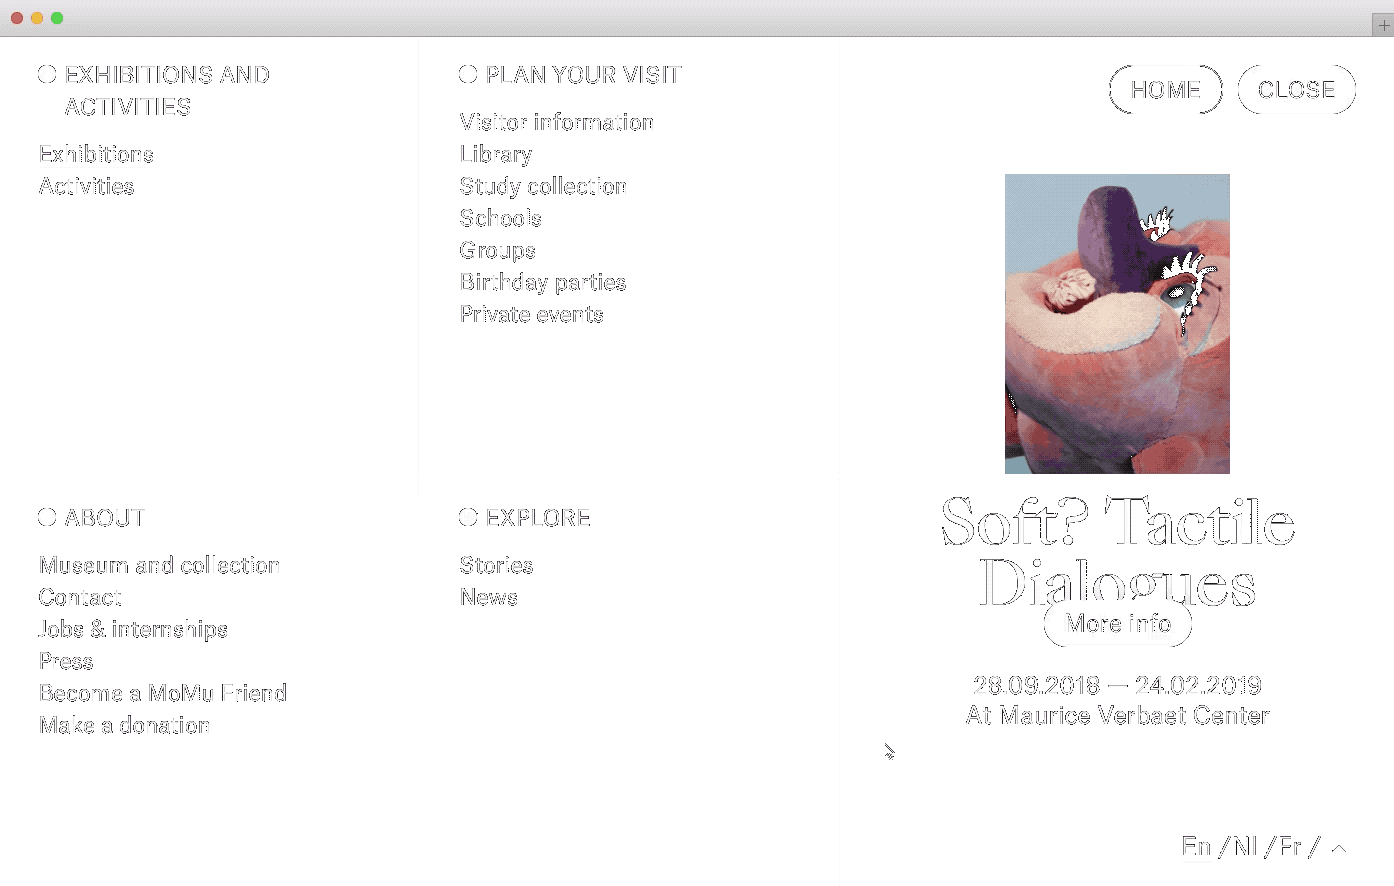 EXHIBITIONS AND
ACTIVITIES
Exhibitions
Activities
PLAN YOUR VISIT
Visitor information
Library
Study collection
Schools
Groups
Birthday parties
Private events
HOME
CLOSE
ABOUT
Museum and collection
Contact
Jobs & internships
Press
Become a MoMu Friend
Make a donation
EXPLORE
Stories
News
Soft? Tactile
Dialogues
More info
28.09.2018 — 24.02.2019
At Maurice Verbaet Center
En /Nl /Fr /